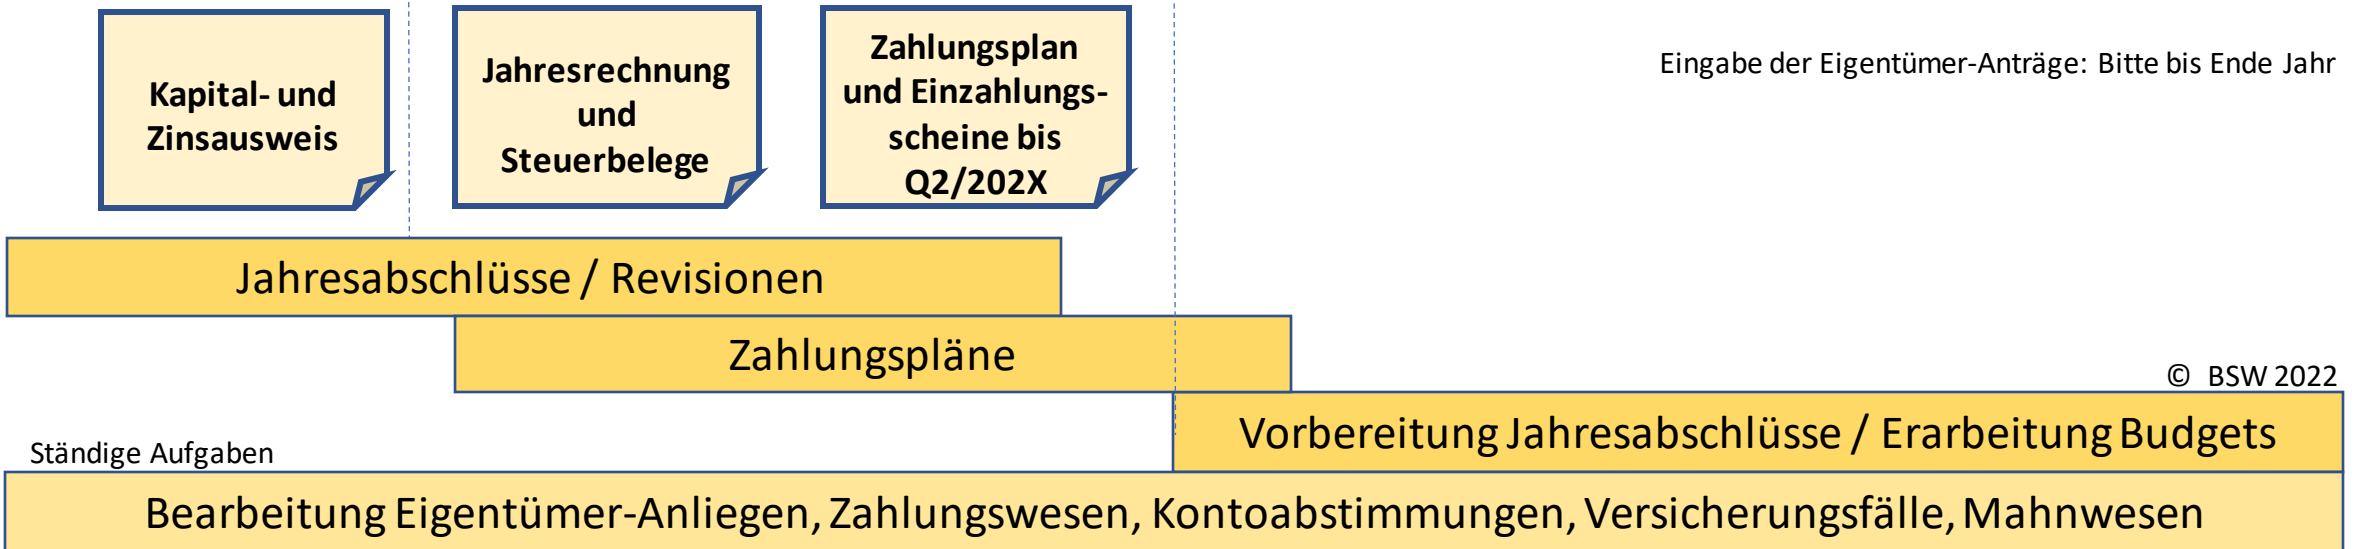 Kapital- und
Zinsausweis
Jahresrechnung
und
Steuerbelege
Zahlungsplan
und Einzahlungs-
scheine bis
Q2/202X
Eingabe der Eigentümer-Anträge: Bitte bis Ende Jahr
Jahresabschlüsse / Revisionen
Zahlungspläne
© BSW 2022
Vorbereitung Jahresabschlüsse / Erarbeitung Budgets
Ständige Aufgaben
Bearbeitung Eigentümer-Anliegen, Zahlungswesen, Kontoabstimmungen, Versicherungsfälle, Mahnwesen